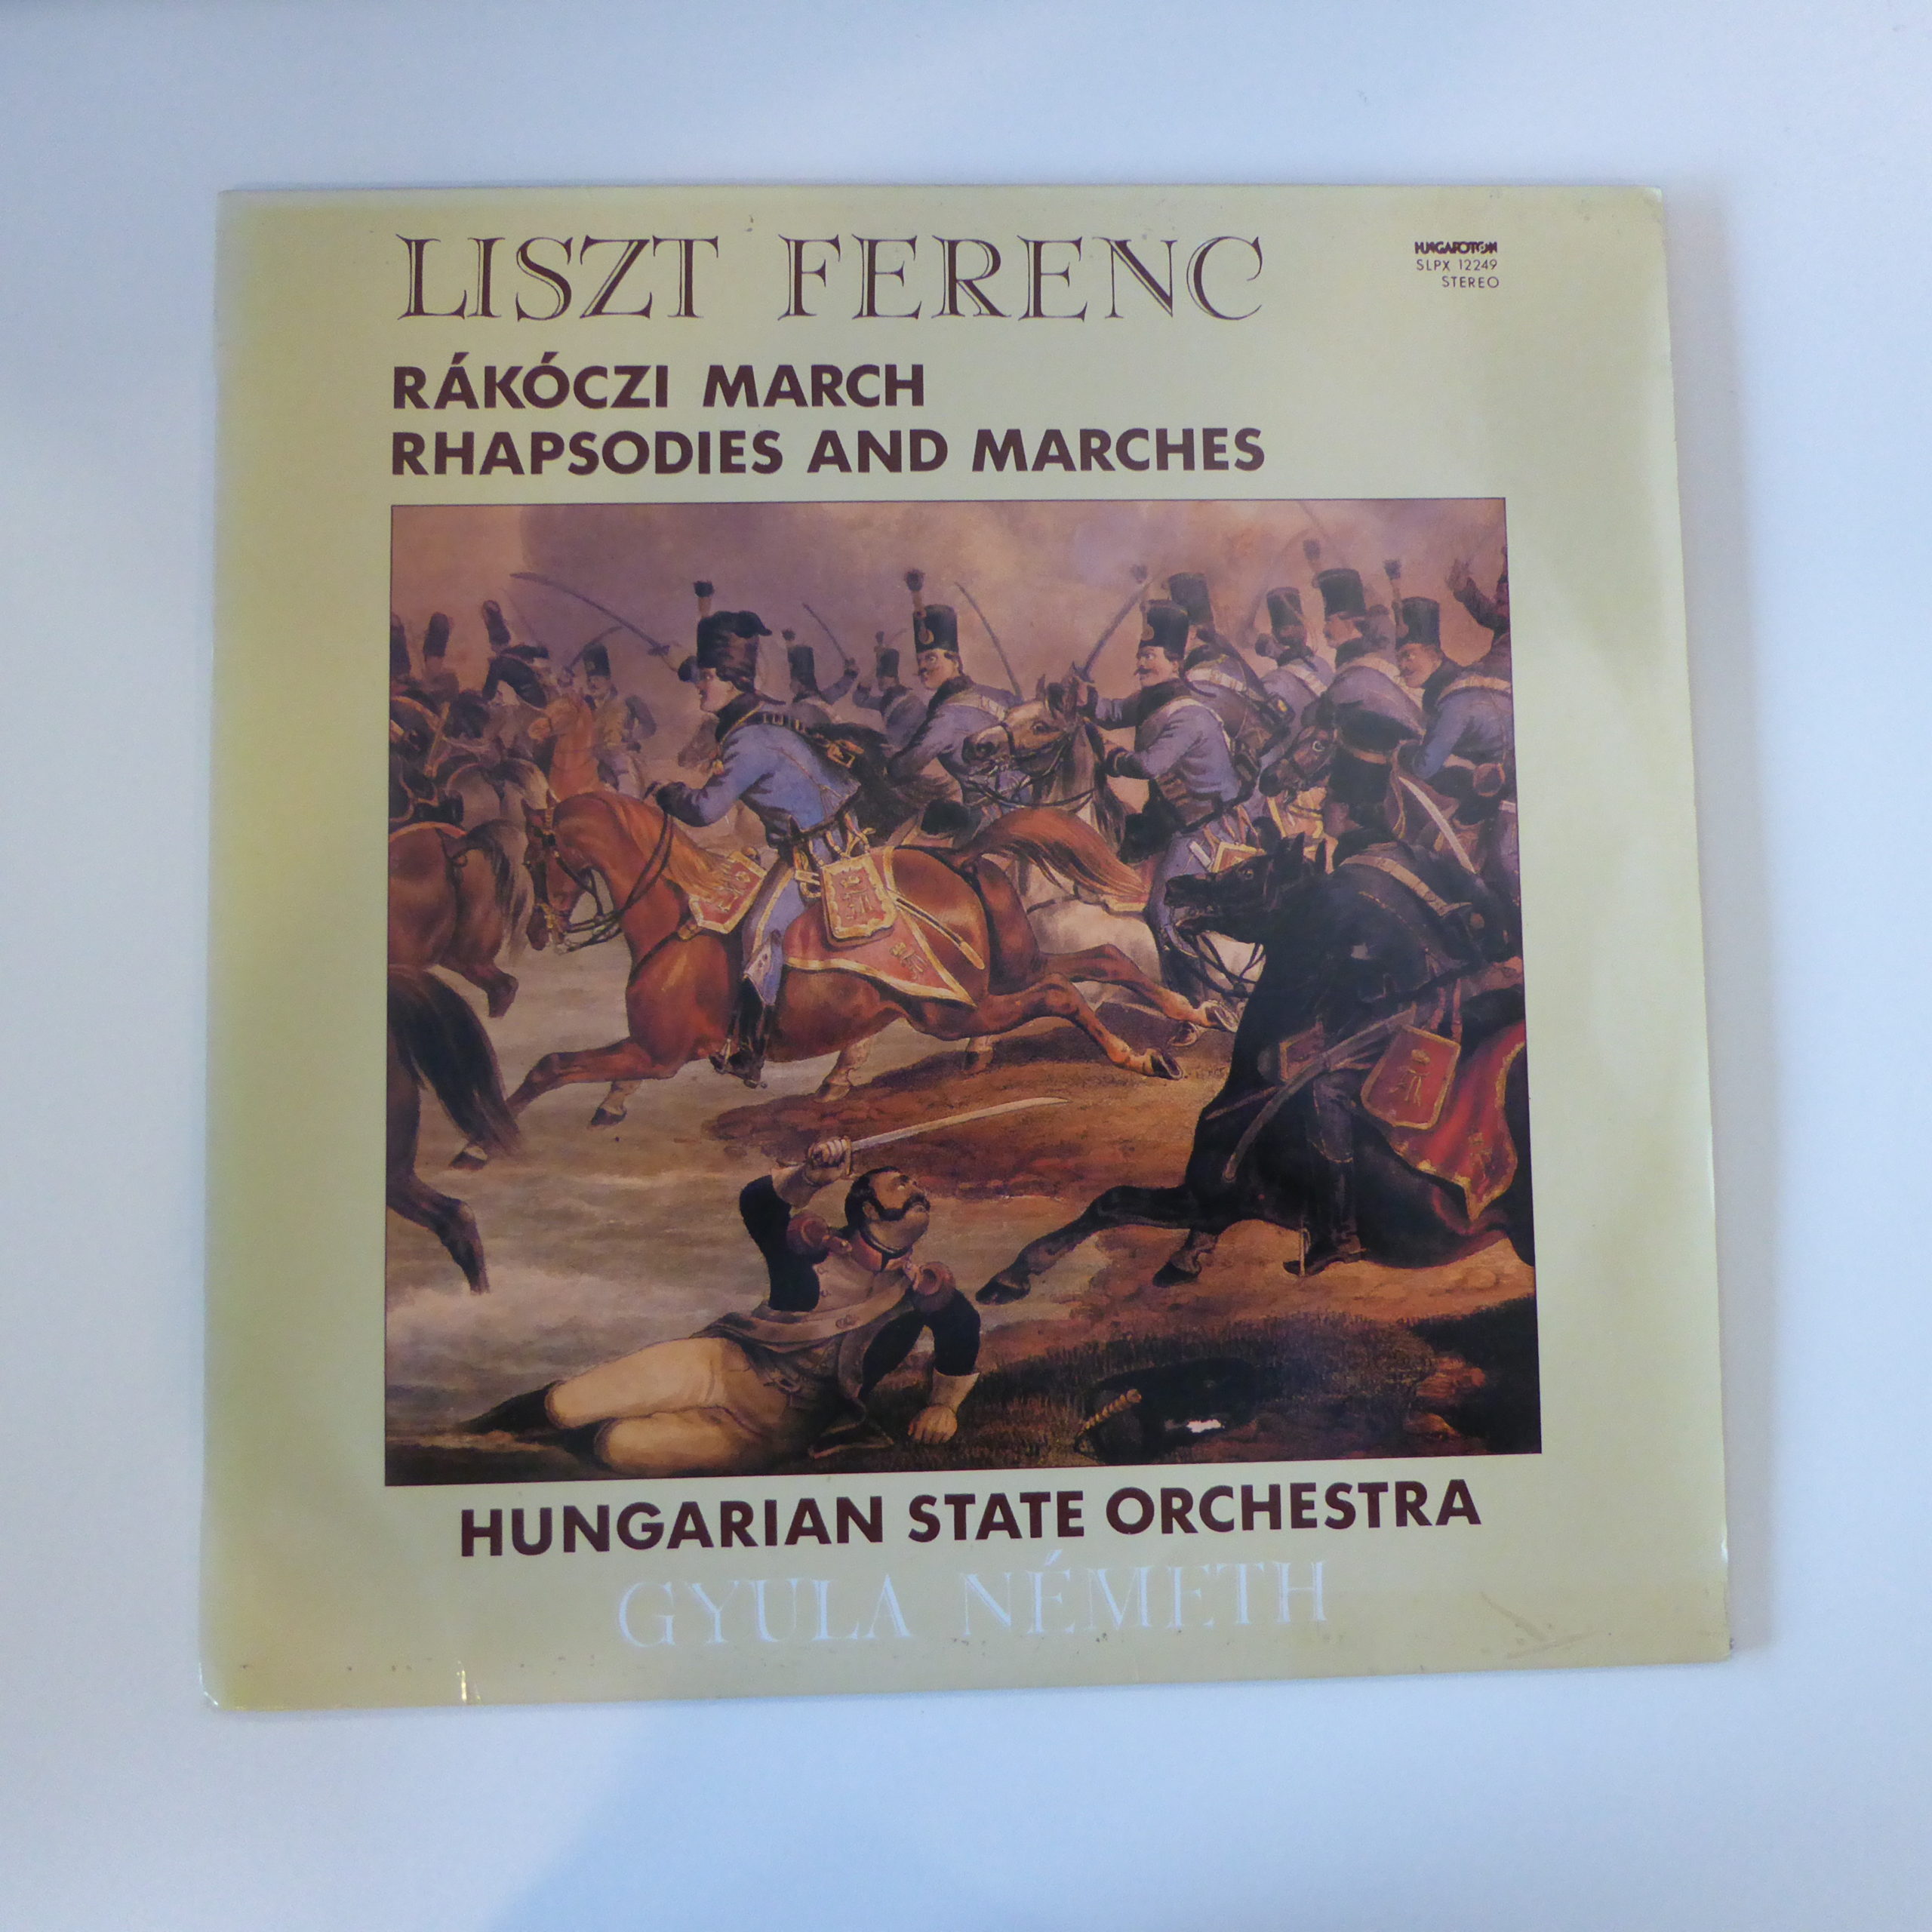 LISZT FERENC
HUNGAROTON
SLPX 12249
STEREO
RÁKÓCZI MARCH
RHAPSODIES AND MARCHES
HUNGARIAN STATE ORCHESTRA
GYULA NÉMETH